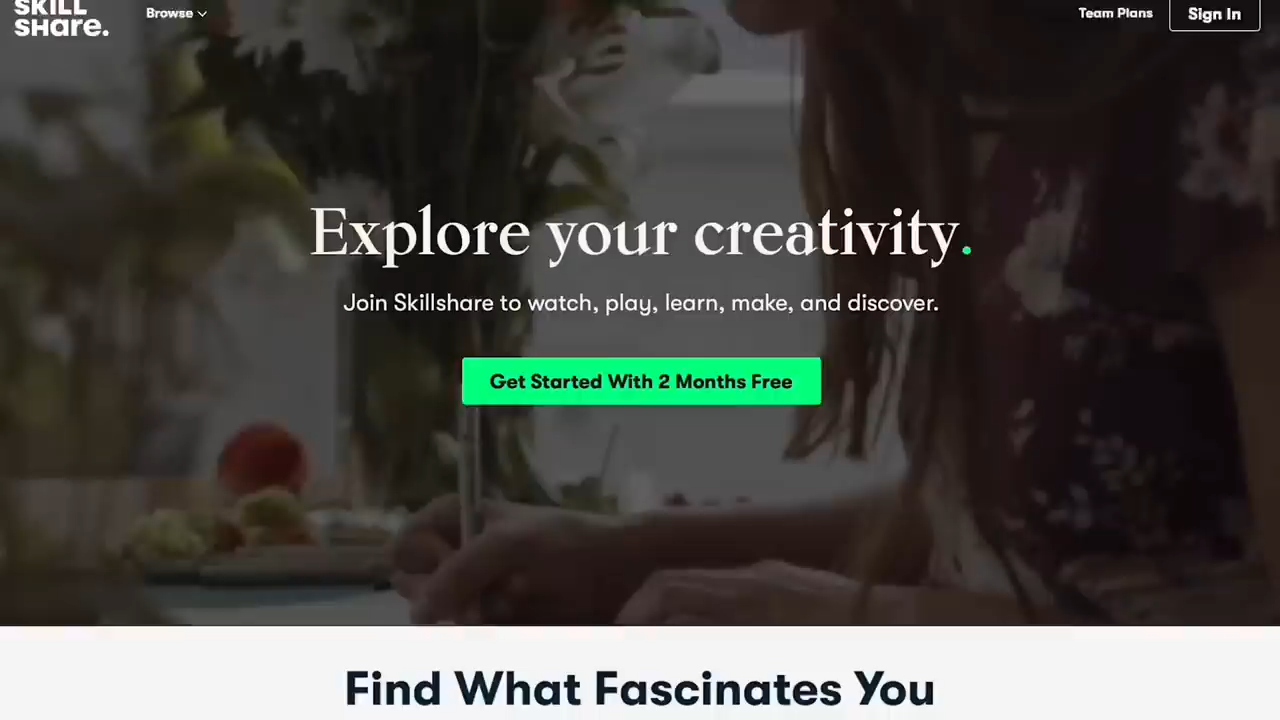 SKILL
SHare.
Browse
Team Plans
Sign In
Explore your creativity.
Join Skillshare to watch, play, learn, make, and discover.
Get Started With 2 Months Free
Find What Fascinates You